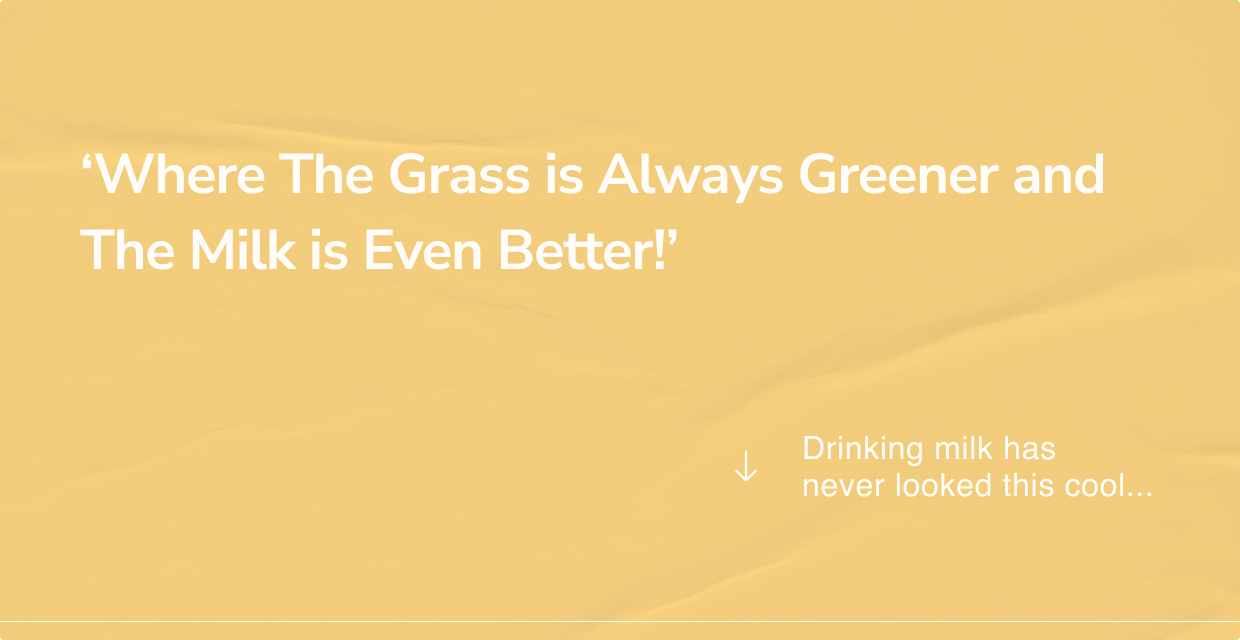 ‘Where The Grass is Always Greener and
The Milk is Even Better!’
Drinking milk has
never looked this cool...